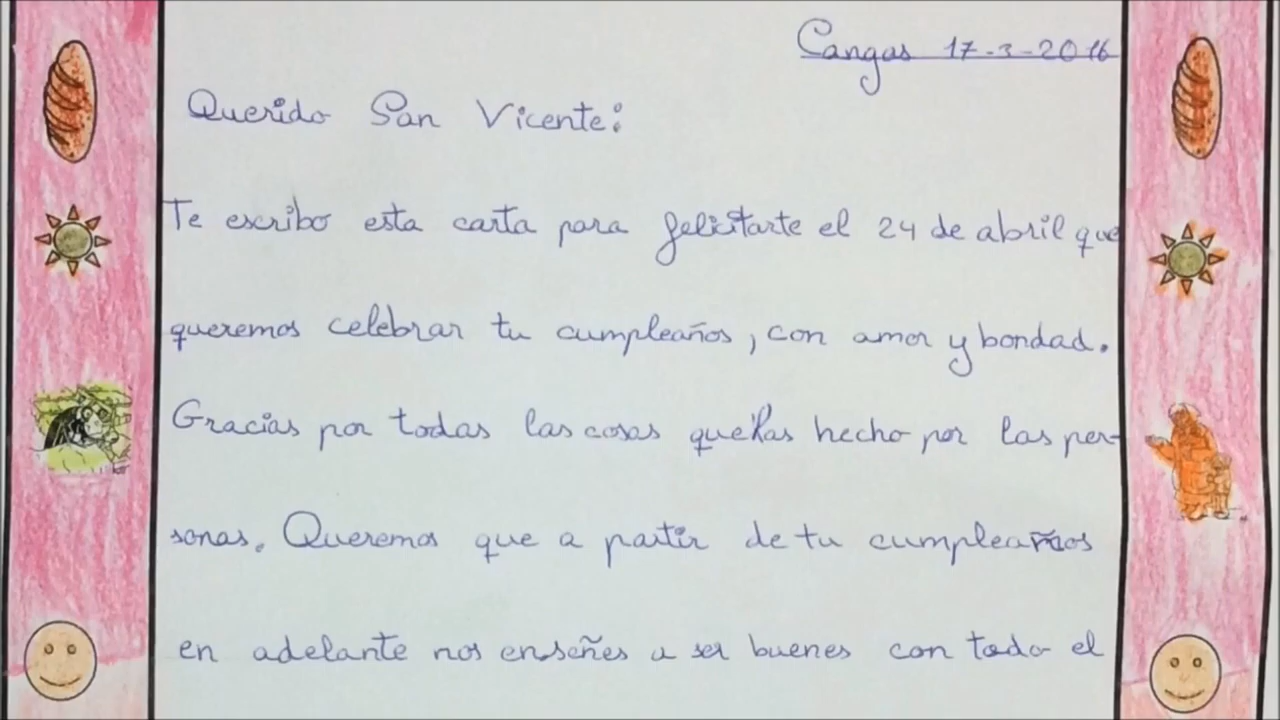 Cangas 17-3-2016
Querido San Vicente:
Te escribo esta carta para felicitarte el 24 de abril que
queremos celebrar tu cumpleaños, con amor y bondad.
Gracias por todas las cosas que has hecho por las per-
sonas. Queremos que a partir de tu cumpleaños
en adelante nos enseñes a ser buenes con todo el